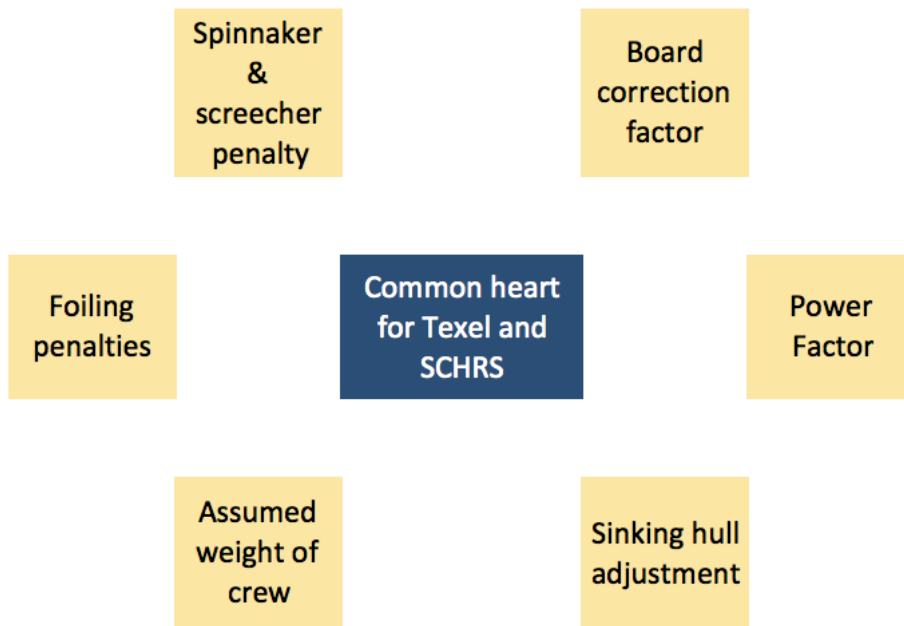 Spinnaker
&
screecher
penalty
Board
correction
factor
Foiling
penalties
Common heart
for Texel and
SCHRS
Power
Factor
Assumed
weight of
crew
Sinking hull
adjustment